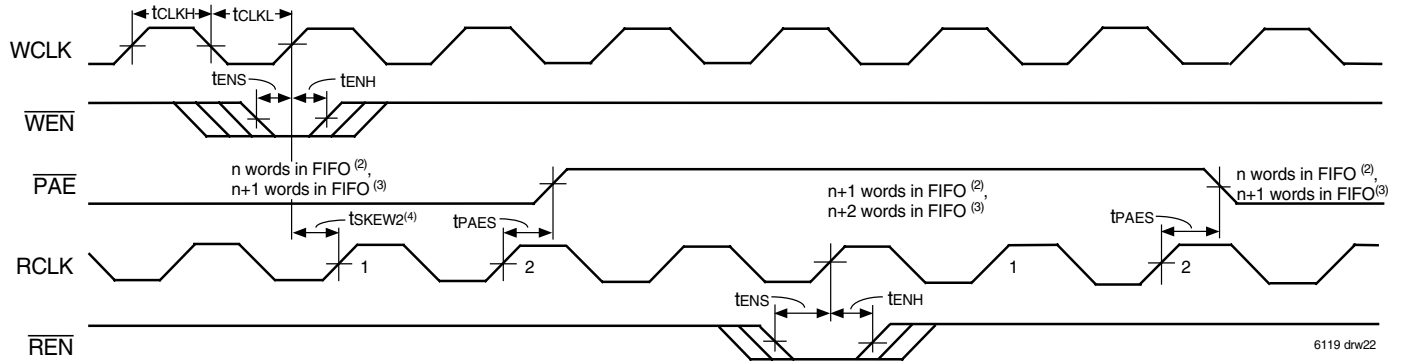 tCLKH
tCLKL
WCLK
tENS
tENH
WEN
n words in FIFO (2),
n+1 words in FIFO (3)
PAE
n+1 words in FIFO (2),
n+2 words in FIFO (3)
n words in FIFO (2),
n+1 words in FIFO(3)
tSKEW2(4)
tPAES
tPAES
RCLK
1
2
1
2
tENS
tENH
REN
6119 drw22